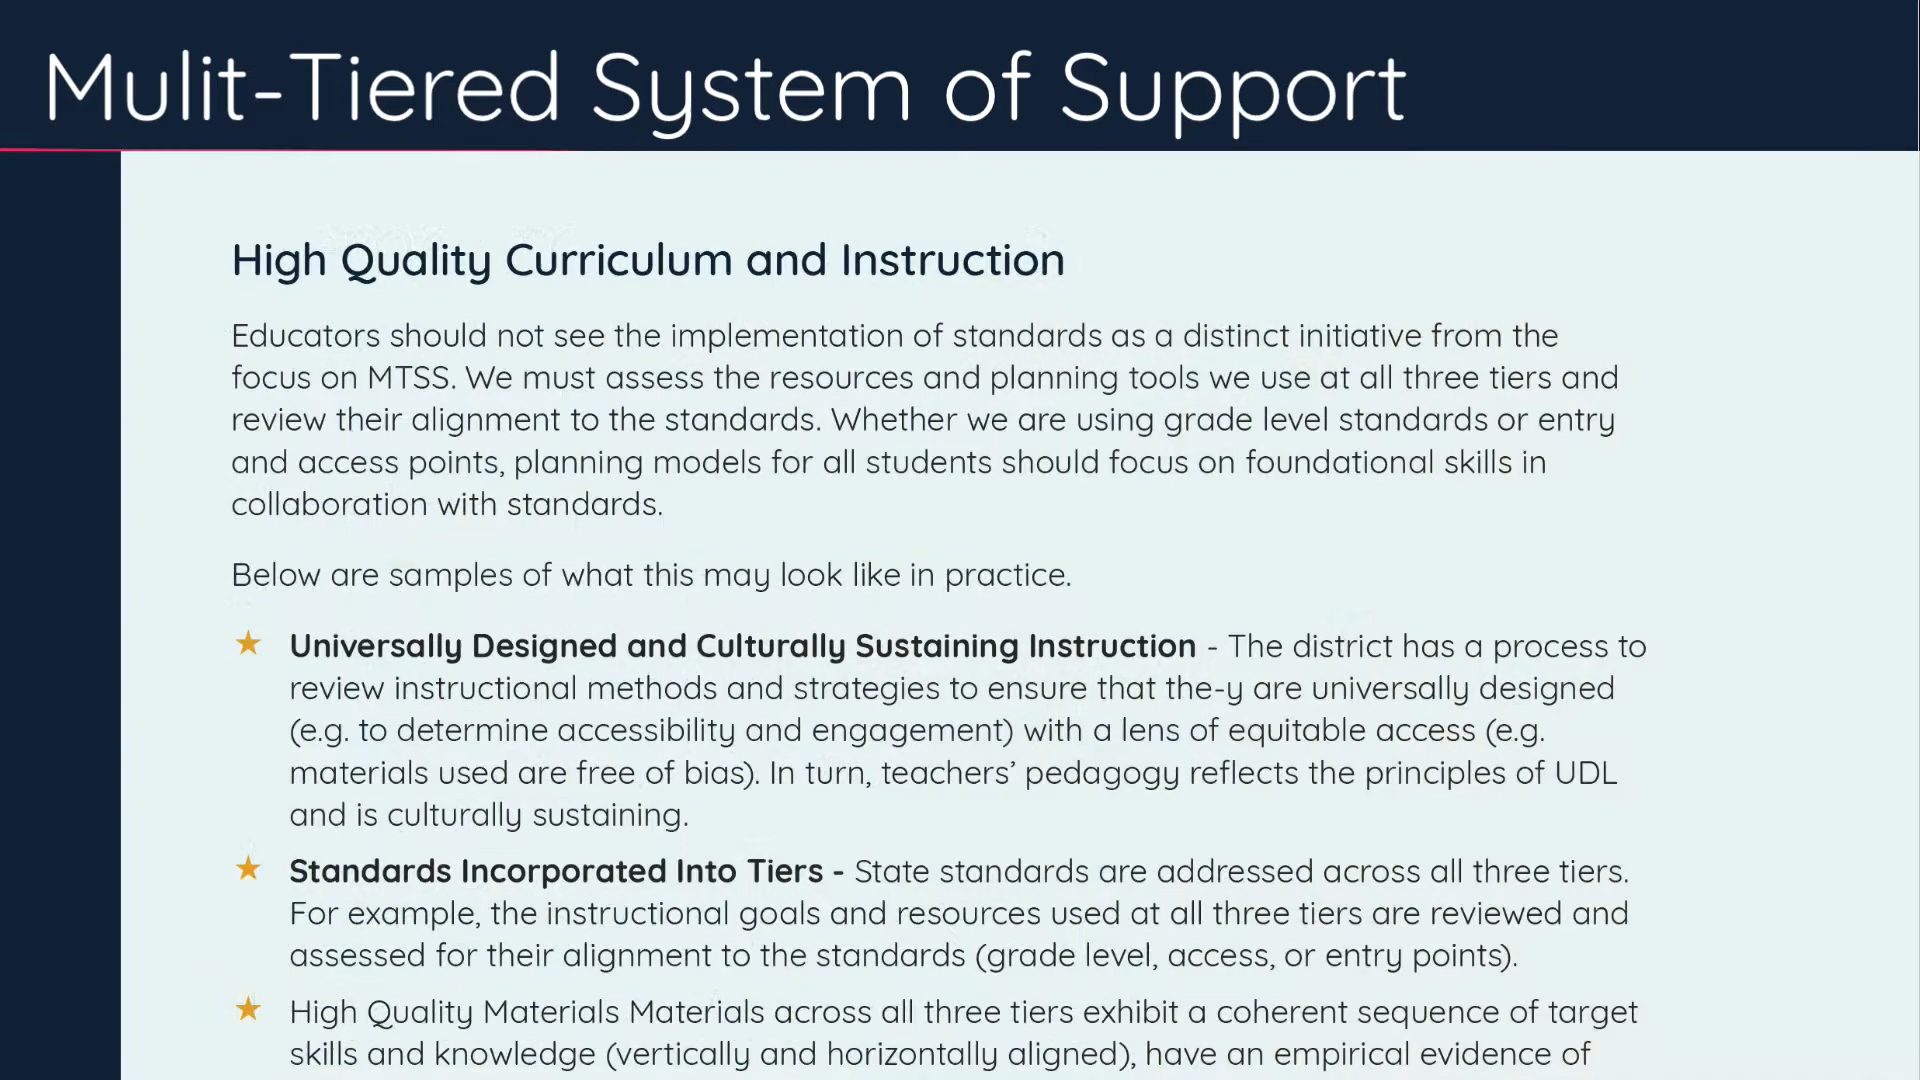 Mulit-Tiered System of Support
High Quality Curriculum and Instruction
Educators should not see the implementation of standards as a distinct initiative from the
focus on MTSS. We must assess the resources and planning tools we use at all three tiers and
review their alignment to the standards. Whether we are using grade level standards or entry
and access points, planning models for all students should focus on foundational skills in
collaboration with standards.
Below are samples of what this may look like in practice.
★ Universally Designed and Culturally Sustaining Instruction - The district has a process to
review instructional methods and strategies to ensure that the-y are universally designed
(e.g. to determine accessibility and engagement) with a lens of equitable access (e.g.
materials used are free of bias). In turn, teachers’ pedagogy reflects the principles of UDL
and is culturally sustaining.
★ Standards Incorporated Into Tiers - State standards are addressed across all three tiers.
For example, the instructional goals and resources used at all three tiers are reviewed and
assessed for their alignment to the standards (grade level, access, or entry points).
★ High Quality Materials Materials across all three tiers exhibit a coherent sequence of target
skills and knowledge (vertically and horizontally aligned), have an empirical evidence of